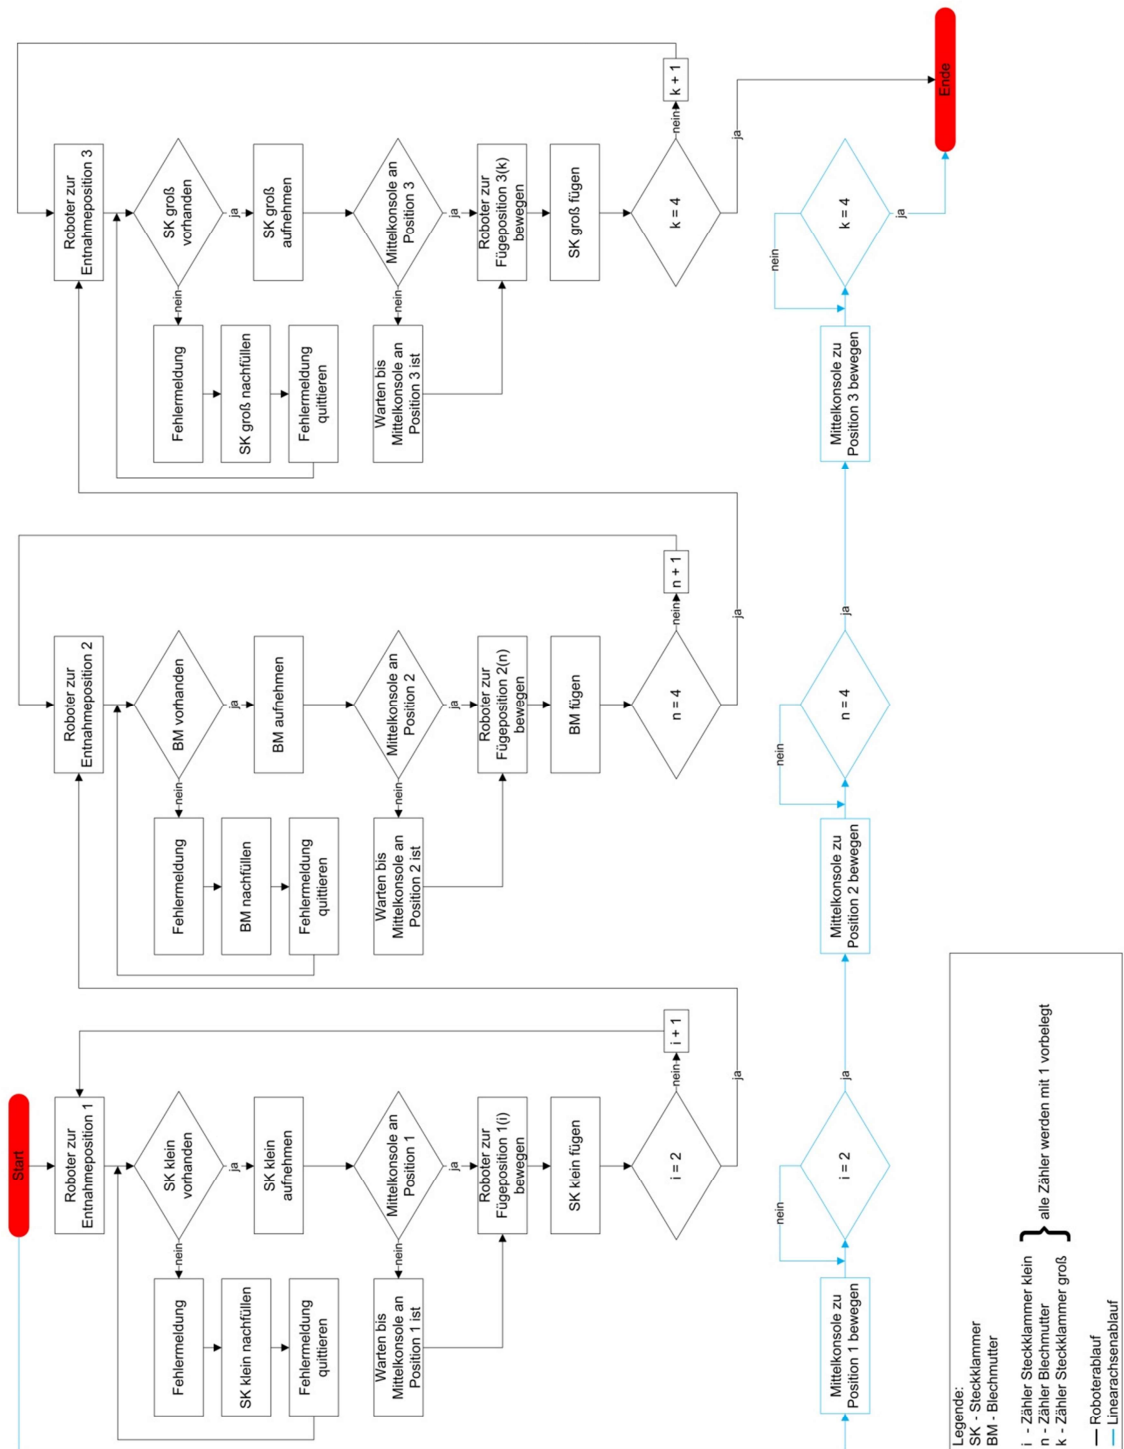 Start
Roboter zur
Entnahmeposition 1
SK klein
vorhanden
nein
Fehlermeldung
SK klein nachfüllen
Fehlermeldung
quittieren
ja
SK klein
aufnehmen
Mittelkonsole an
Position 1
nein
Warten bis
Mittelkonsole an
Position 1 ist
ja
Roboter zur
Fügeposition 1(i)
bewegen
SK klein fügen
i = 2
nein
i + 1
ja
Roboter zur
Entnahmeposition 2
BM vorhanden
nein
Fehlermeldung
BM nachfüllen
Fehlermeldung
quittieren
ja
BM aufnehmen
Mittelkonsole an
Position 2
nein
Warten bis
Mittelkonsole an
Position 2 ist
ja
Roboter zur
Fügeposition 2(n)
bewegen
BM fügen
n = 4
nein
n + 1
ja
Roboter zur
Entnahmeposition 3
SK groß
vorhanden
nein
Fehlermeldung
SK groß nachfüllen
Fehlermeldung
quittieren
ja
SK groß
aufnehmen
Mittelkonsole an
Position 3
nein
Warten bis
Mittelkonsole an
Position 3 ist
ja
Roboter zur
Fügeposition 3(k)
bewegen
SK groß fügen
k = 4
nein
k + 1
ja
Mittelkonsole zu
Position 1 bewegen
nein
i = 2
ja
Mittelkonsole zu
Position 2 bewegen
nein
n = 4
ja
Mittelkonsole zu
Position 3 bewegen
nein
k = 4
ja
Ende
Legende:
SK - Steckklammer
BM - Blechmutter
i - Zähler Steckklammer klein
n - Zähler Blechmutter
k - Zähler Steckklammer groß
alle Zähler werden mit 1 vorbelegt
Roboterablauf
Linearachsenablauf